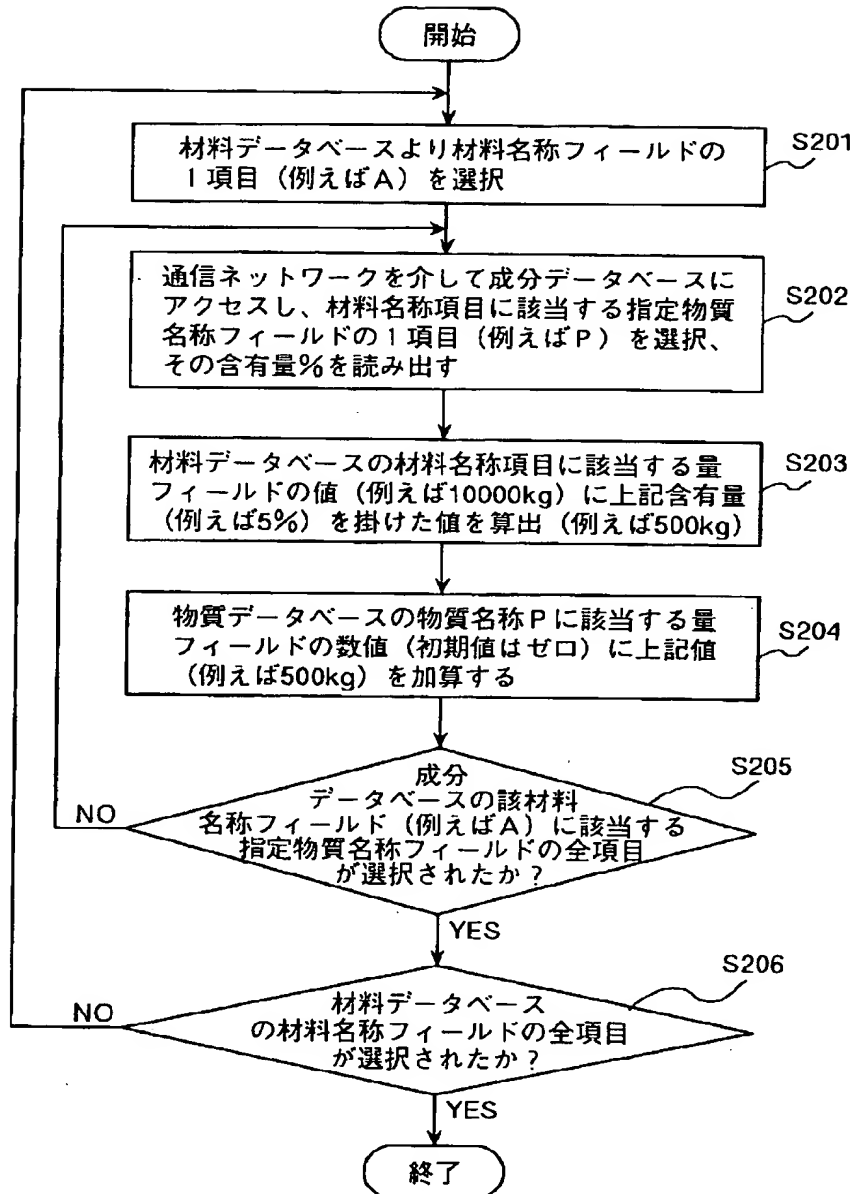 開始
材料データベースより材料名称フィールドの
1項目（例えばA）を選択
S201
通信ネットワークを介して成分データベースに
アクセスし、材料名称項目に該当する指定物質
名称フィールドの1項目（例えばP）を選択、
その含有量%を読み出す
S202
材料データベースの材料名称項目に該当する量
フィールドの値（例えば10000kg）に上記含有量
（例えば5%）を掛けた値を算出（例えば500kg）
S203
物質データベースの物質名称Pに該当する量
フィールドの数値（初期値はゼロ）に上記値
（例えば500kg）を加算する
S204
成分
データベースの該材料
名称フィールド（例えばA）に該当する
指定物質名称フィールドの全項目
が選択されたか？
S205
NO
YES
材料データベース
の材料名称フィールドの全項目
が選択されたか？
S206
NO
YES
終了